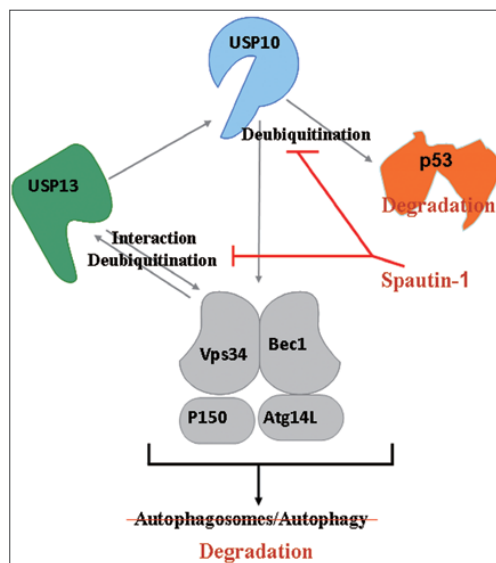 USP10
Deubiquitination
p53
Degradation
USP13
Interaction
Deubiquitination
Spautin-1
Vps34
Bec1
P150
Atg14L
Autophagosomes/Autophagy
Degradation